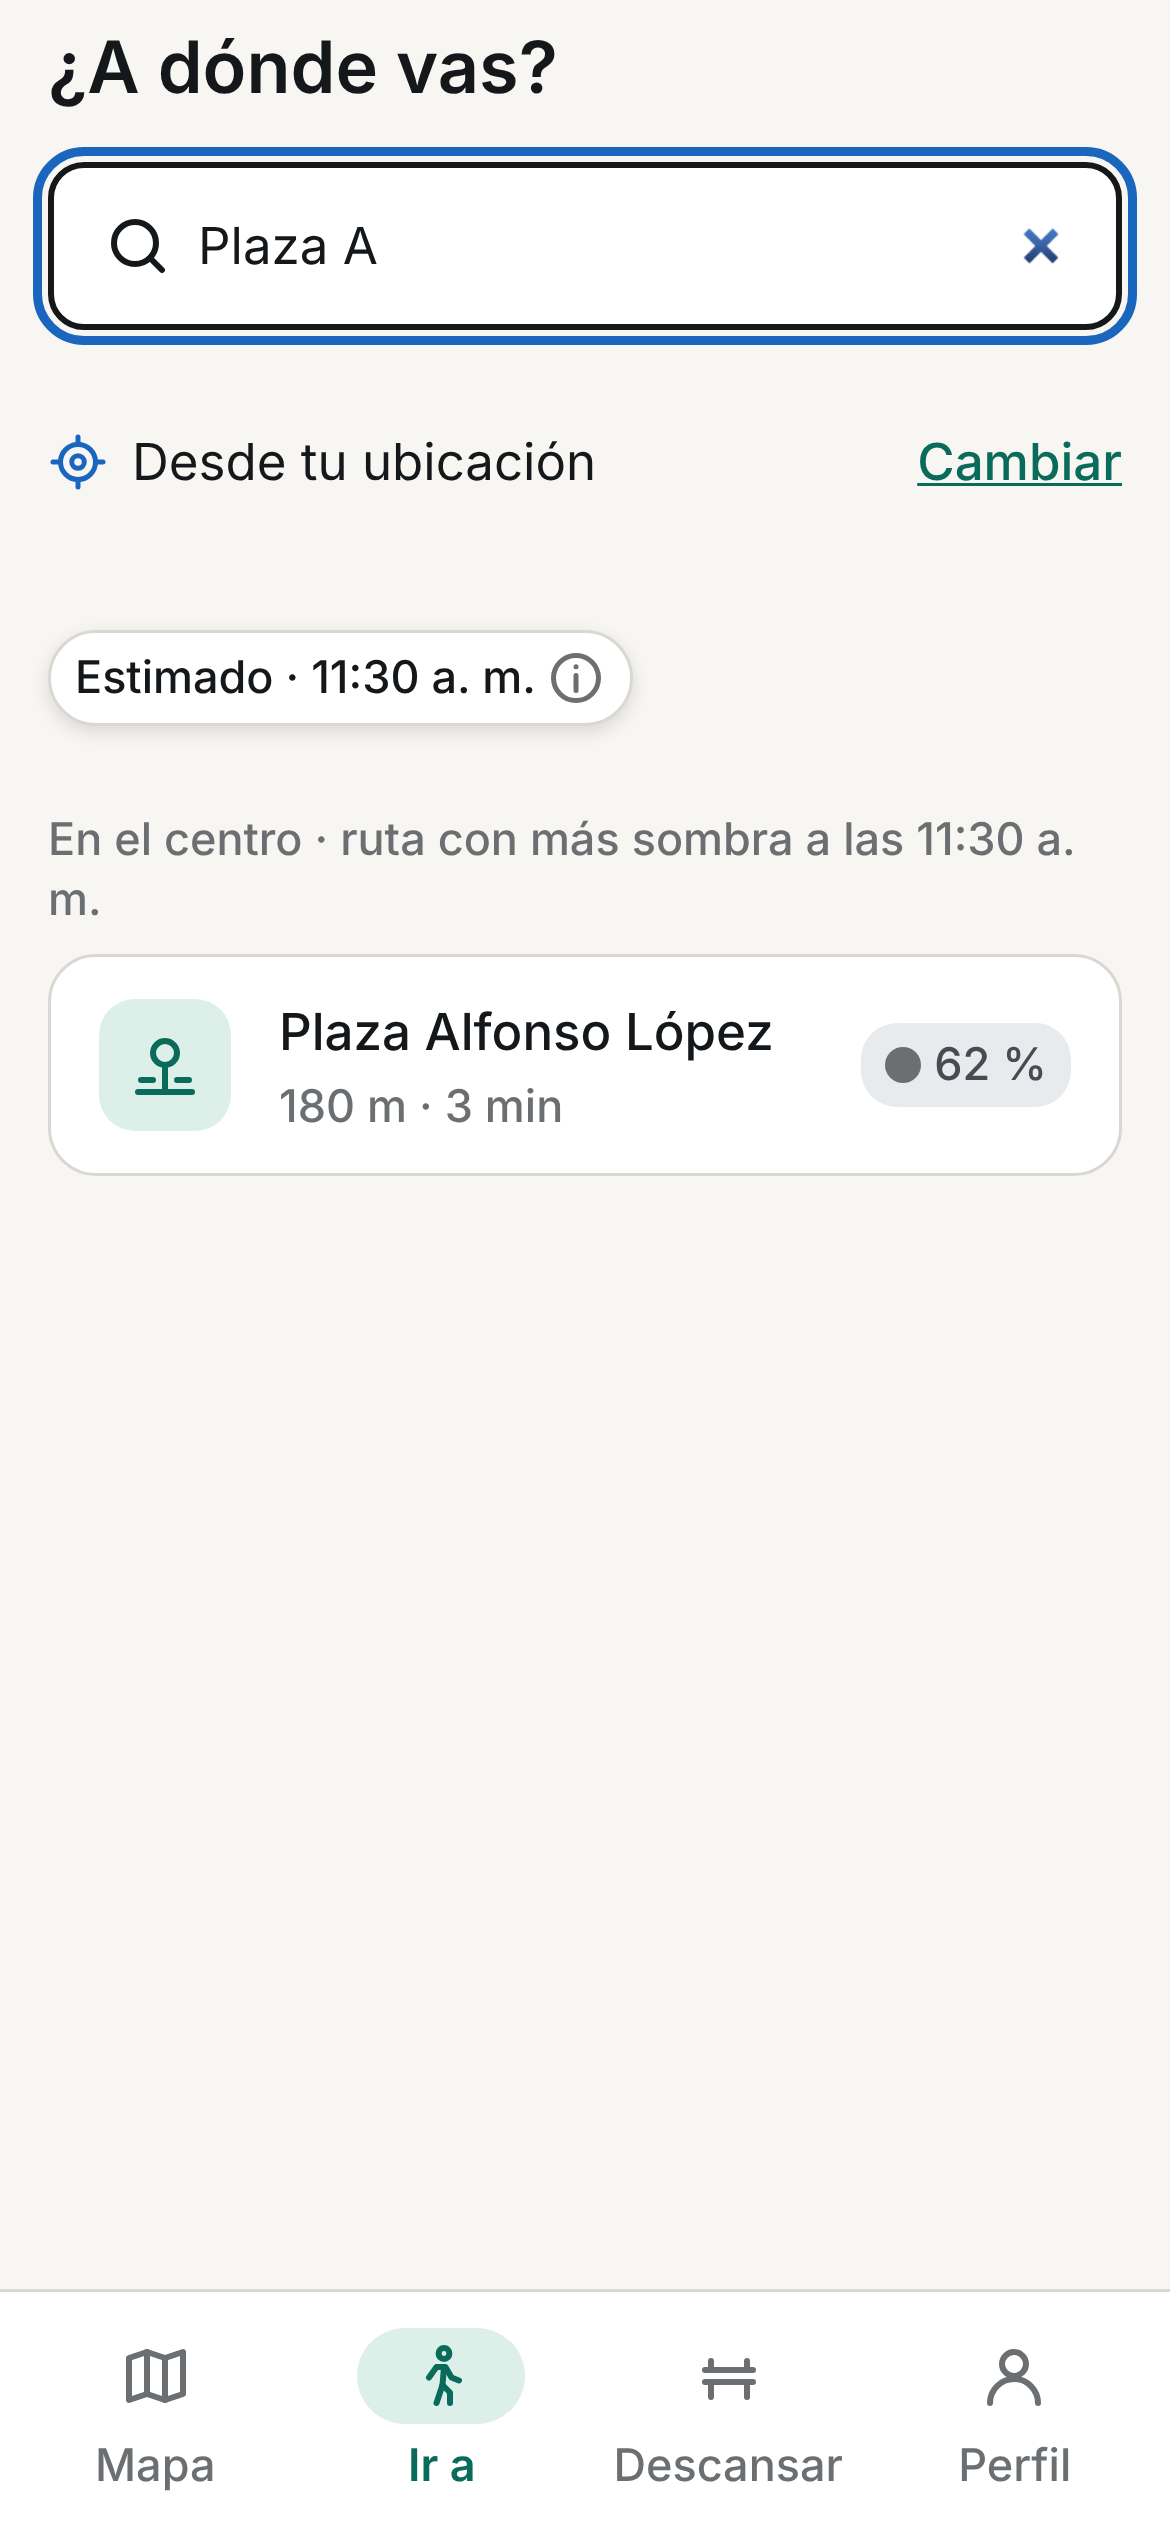 ¿A dónde vas?
Plaza A
Desde tu ubicación
Cambiar
Estimado · 11:30 a. m.
En el centro · ruta con más sombra a las 11:30 a.
m.
Plaza Alfonso López
180 m · 3 min
62 %
Mapa
Ir a
Descansar
Perfil